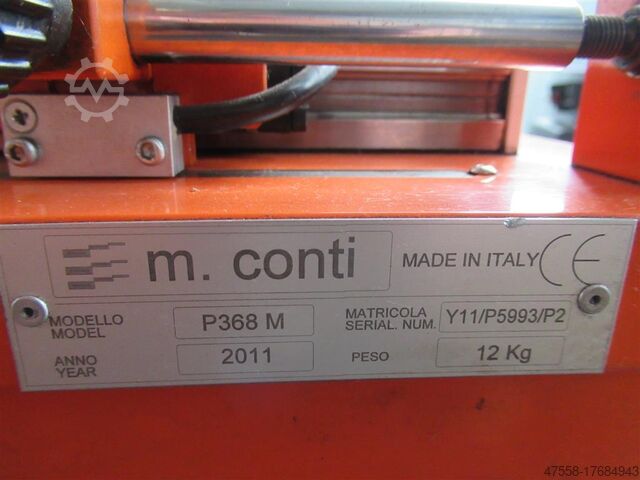 m. conti
MADE IN ITALY CE
MODELLO
MODEL
P368 M
MATRICOLA
SERIAL. NUM.
Y11/P5993/P2
ANNO
YEAR
2011
PESO
12 Kg
47558-17684943